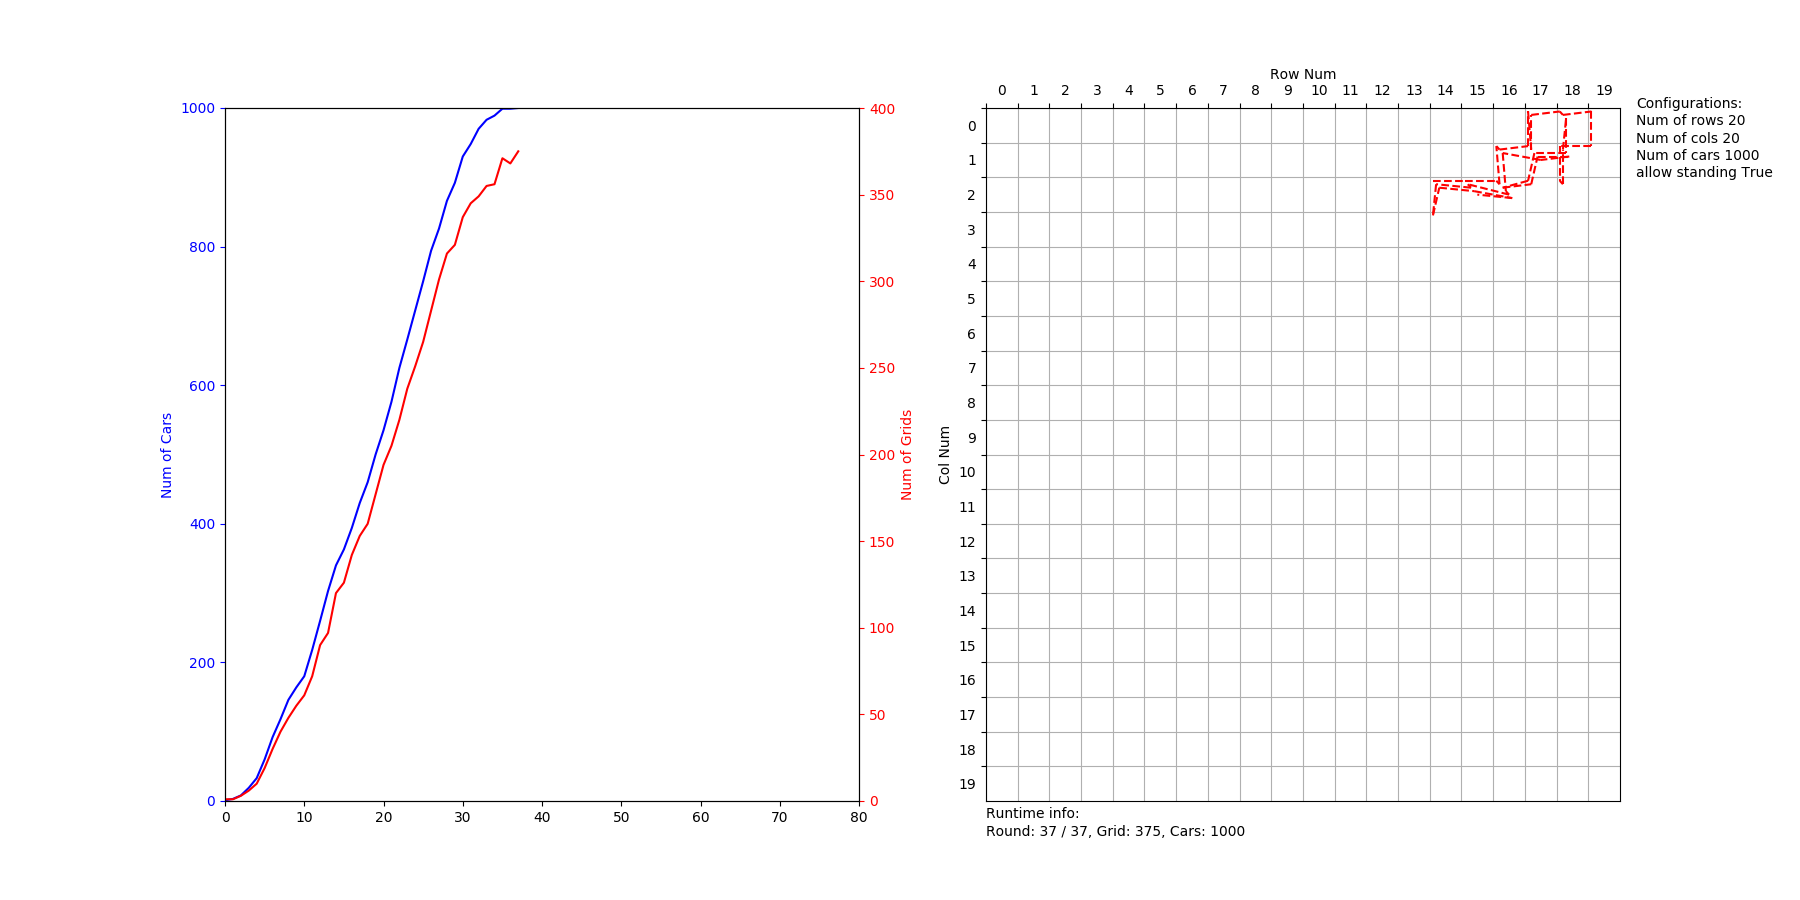 1000
800
600
400
200
0
Num of Cars
0 10 20 30 40 50 60 70 80
400
350
300
250
200
150
100
50
0
Num of Grids
Row Num
0 1 2 3 4 5 6 7 8 9 10 11 12 13 14 15 16 17 18 19
Col Num
0
1
2
3
4
5
6
7
8
9
10
11
12
13
14
15
16
17
18
19
Configurations:
Num of rows 20
Num of cols 20
Num of cars 1000
allow standing True
Runtime info:
Round: 37 / 37, Grid: 375, Cars: 1000